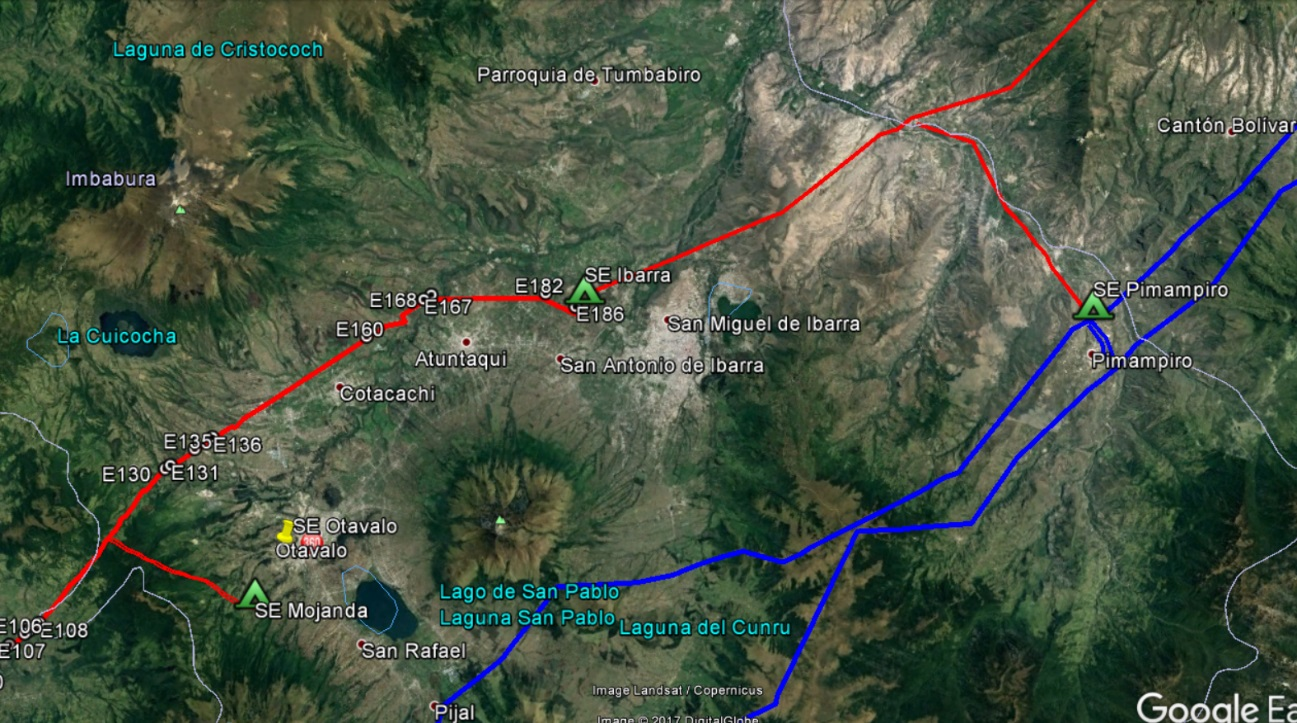 Laguna de Cristococh
Parroquia de Tumbabiro
Cantón Bolívar
Imbabura
SE Ibarra
E182
SE Pimampiro
E168
E167
E186
E160
San Miguel de Ibarra
La Cuicocha
Atuntaqui
San Antonio de Ibarra
Pimampiro
Cotacachi
E135
E136
E130
E131
SE Otavalo
360
Otavalo
Lago de San Pablo
SE Mojanda
Laguna San Pablo
Laguna del Cunru
E106
E108
E107
San Rafael
Image Landsat / Copernicus
Pijal
Image © 2017 DigitalGlobe
Google Ea